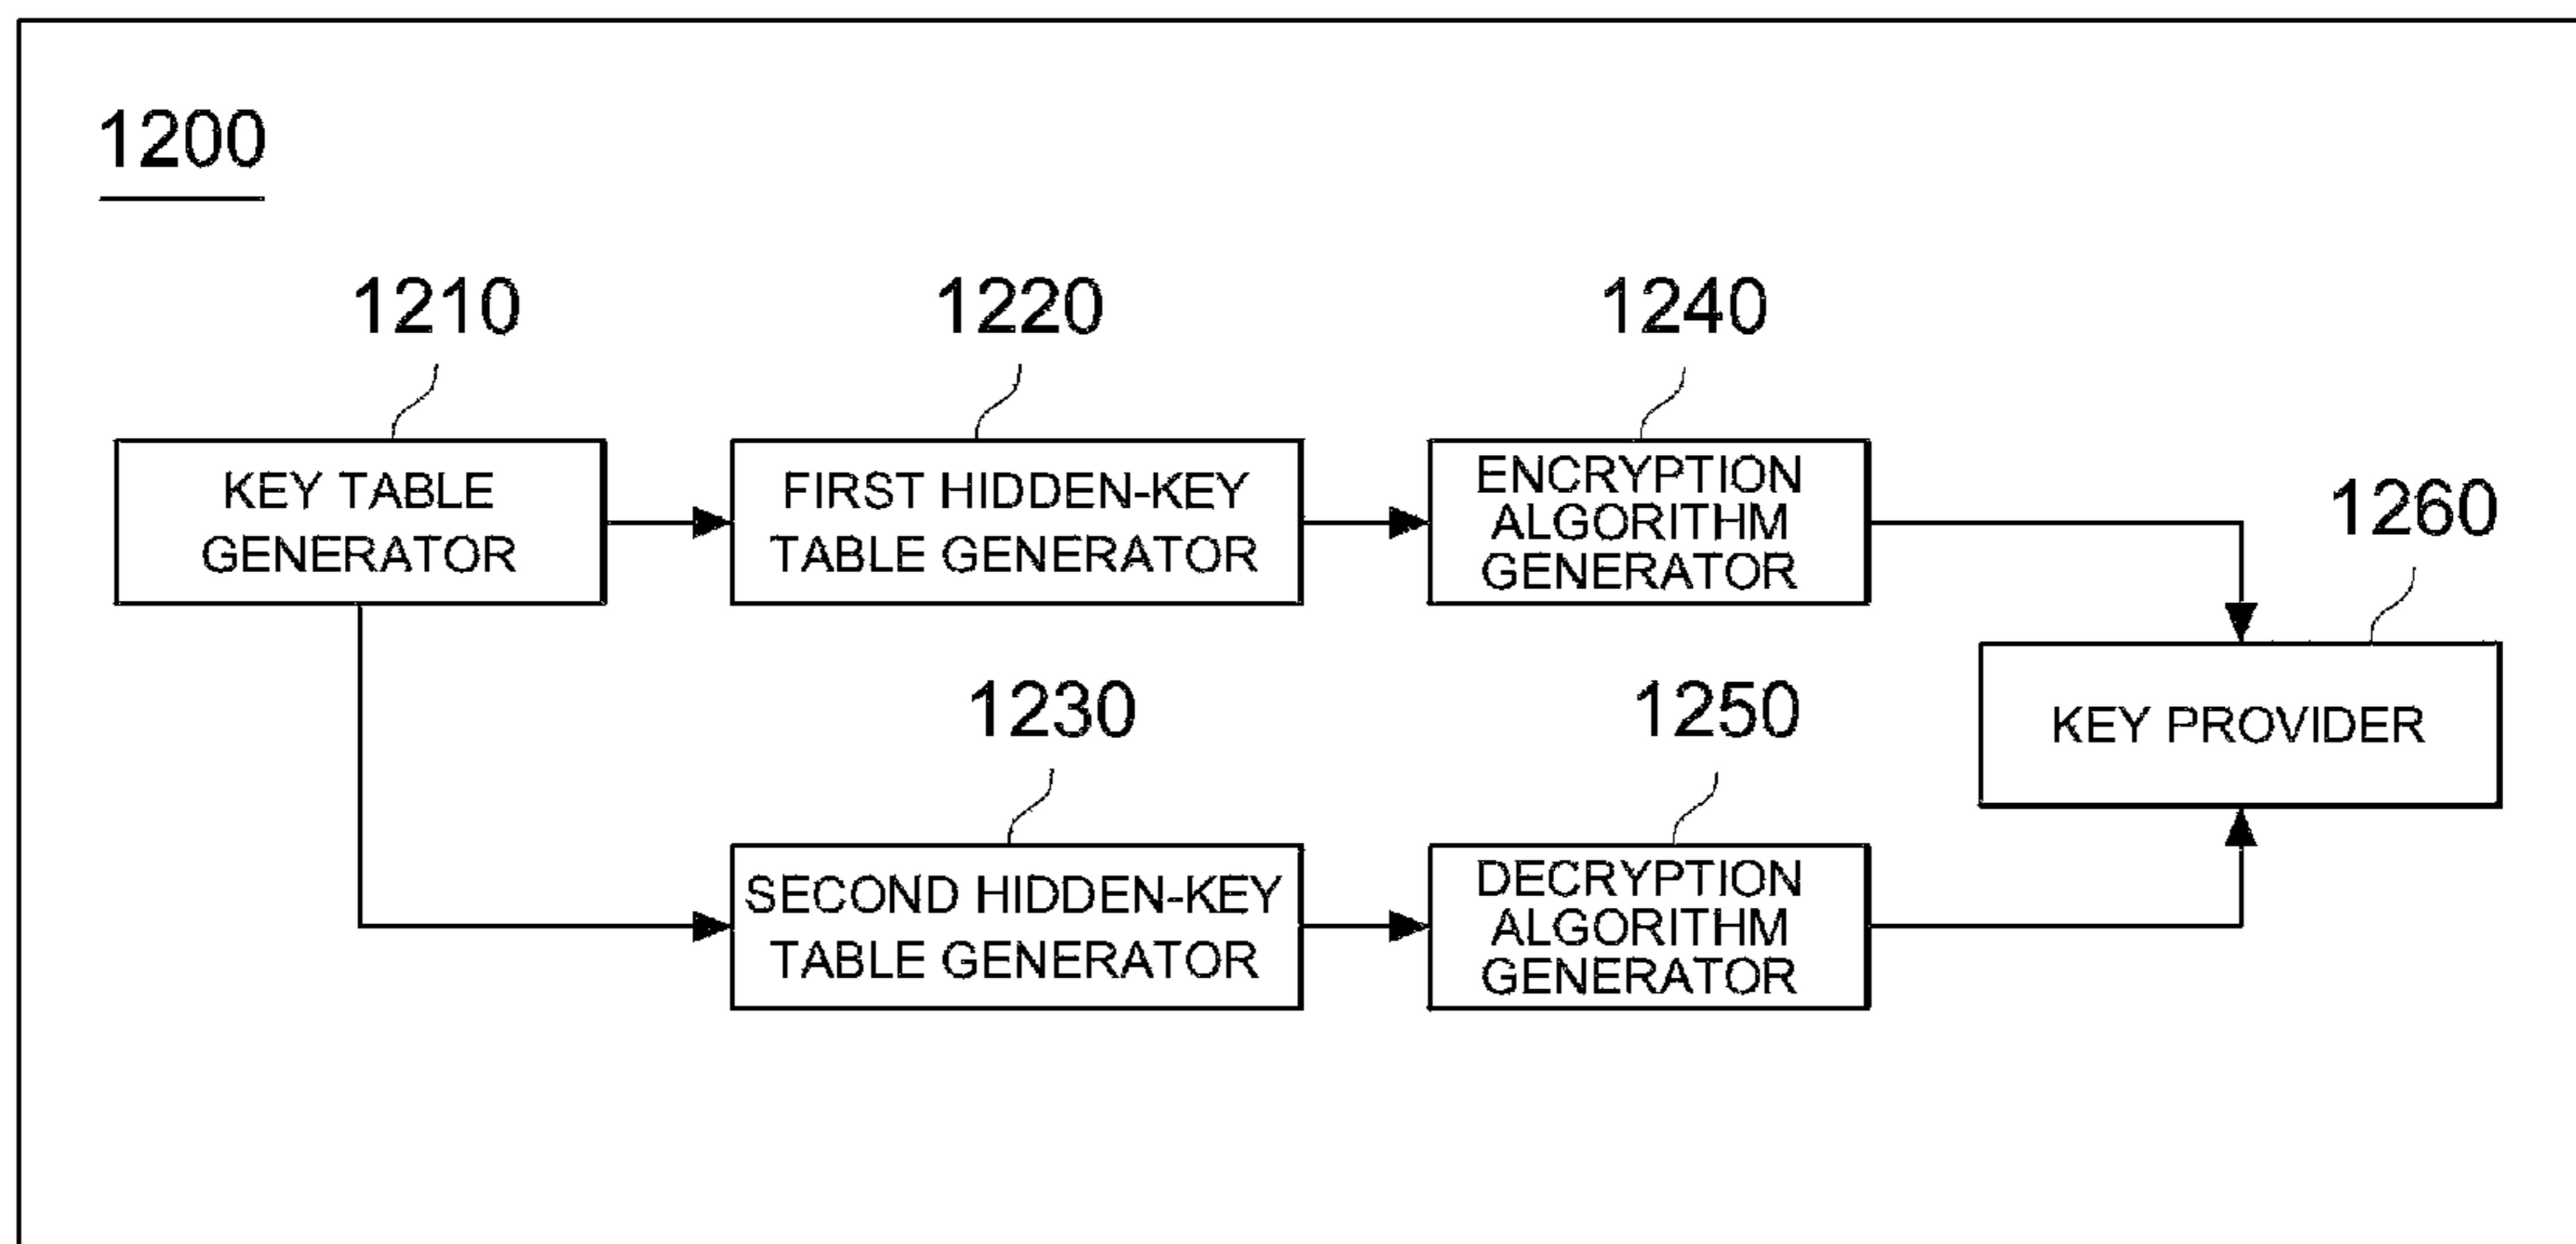 1200
1210
1220
1240
KEY TABLE
GENERATOR
FIRST HIDDEN-KEY
TABLE GENERATOR
ENCRYPTION
ALGORITHM
GENERATOR
1260
KEY PROVIDER
1230
1250
SECOND HIDDEN-KEY
TABLE GENERATOR
DECRYPTION
ALGORITHM
GENERATOR